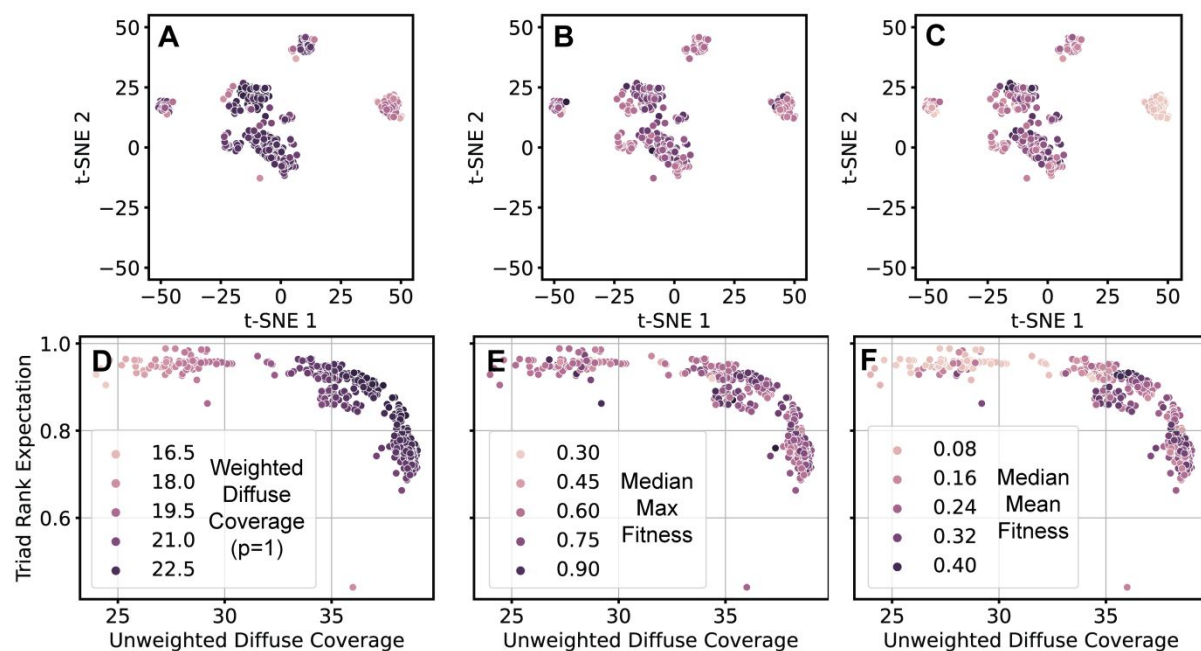 A
B
C
50
25
0
−25
−50
t-SNE 2
−50
−25
0
25
50
t-SNE 1
50
25
0
−25
−50
t-SNE 2
−50
−25
0
25
50
t-SNE 1
50
25
0
−25
−50
t-SNE 2
−50
−25
0
25
50
t-SNE 1
D
E
F
Triad Rank Expectation
1.0
0.8
0.6
16.5
18.0
19.5
21.0
22.5
Weighted
Diffuse
Coverage
(p=1)
25
30
35
Unweighted Diffuse Coverage
0.30
0.45
0.60
0.75
0.90
Median
Max
Fitness
25
30
35
Unweighted Diffuse Coverage
0.08
0.16
0.24
0.32
0.40
Median
Mean
Fitness
25
30
35
Unweighted Diffuse Coverage